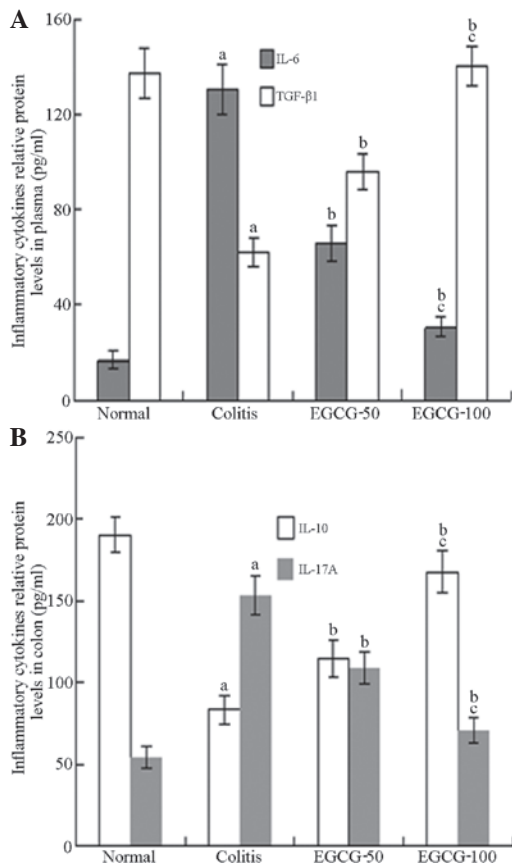 A
Inflammatory cytokines relative protein
levels in plasma (pg/ml)
160
120
80
40
0
IL-6
TGF-β1
a
a
b
b
b
c
b
c
Normal
Colitis
EGCG-50
EGCG-100
B
Inflammatory cytokines relative protein
levels in colon (pg/ml)
250
200
150
100
50
0
IL-10
IL-17A
a
a
b
b
b
c
b
c
Normal
Colitis
EGCG-50
EGCG-100